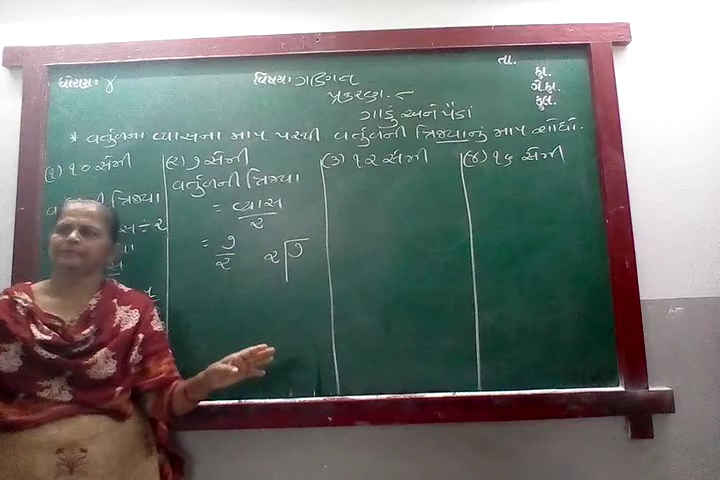 ધોરણ: ૪
વિષય: ગણિત
તા.
પ્રકરણ - ૮
હા.
ગે.હા.
કુલ.
ગાડું અને પૈડાં
* વર્તુળના વ્યાસના માપ પરથી વર્તુળની ત્રિજ્યાનું માપ શોધો.
(૧) ૧૦ સેમી
ત્રિજ્યા
÷ ૨
(૨) ૭ સેમી
વર્તુળની ત્રિજ્યા
= વ્યાસ
૨
= ૭
૨
૨ ૭
(૩) ૧૨ સેમી
(૪) ૧૬ સેમી